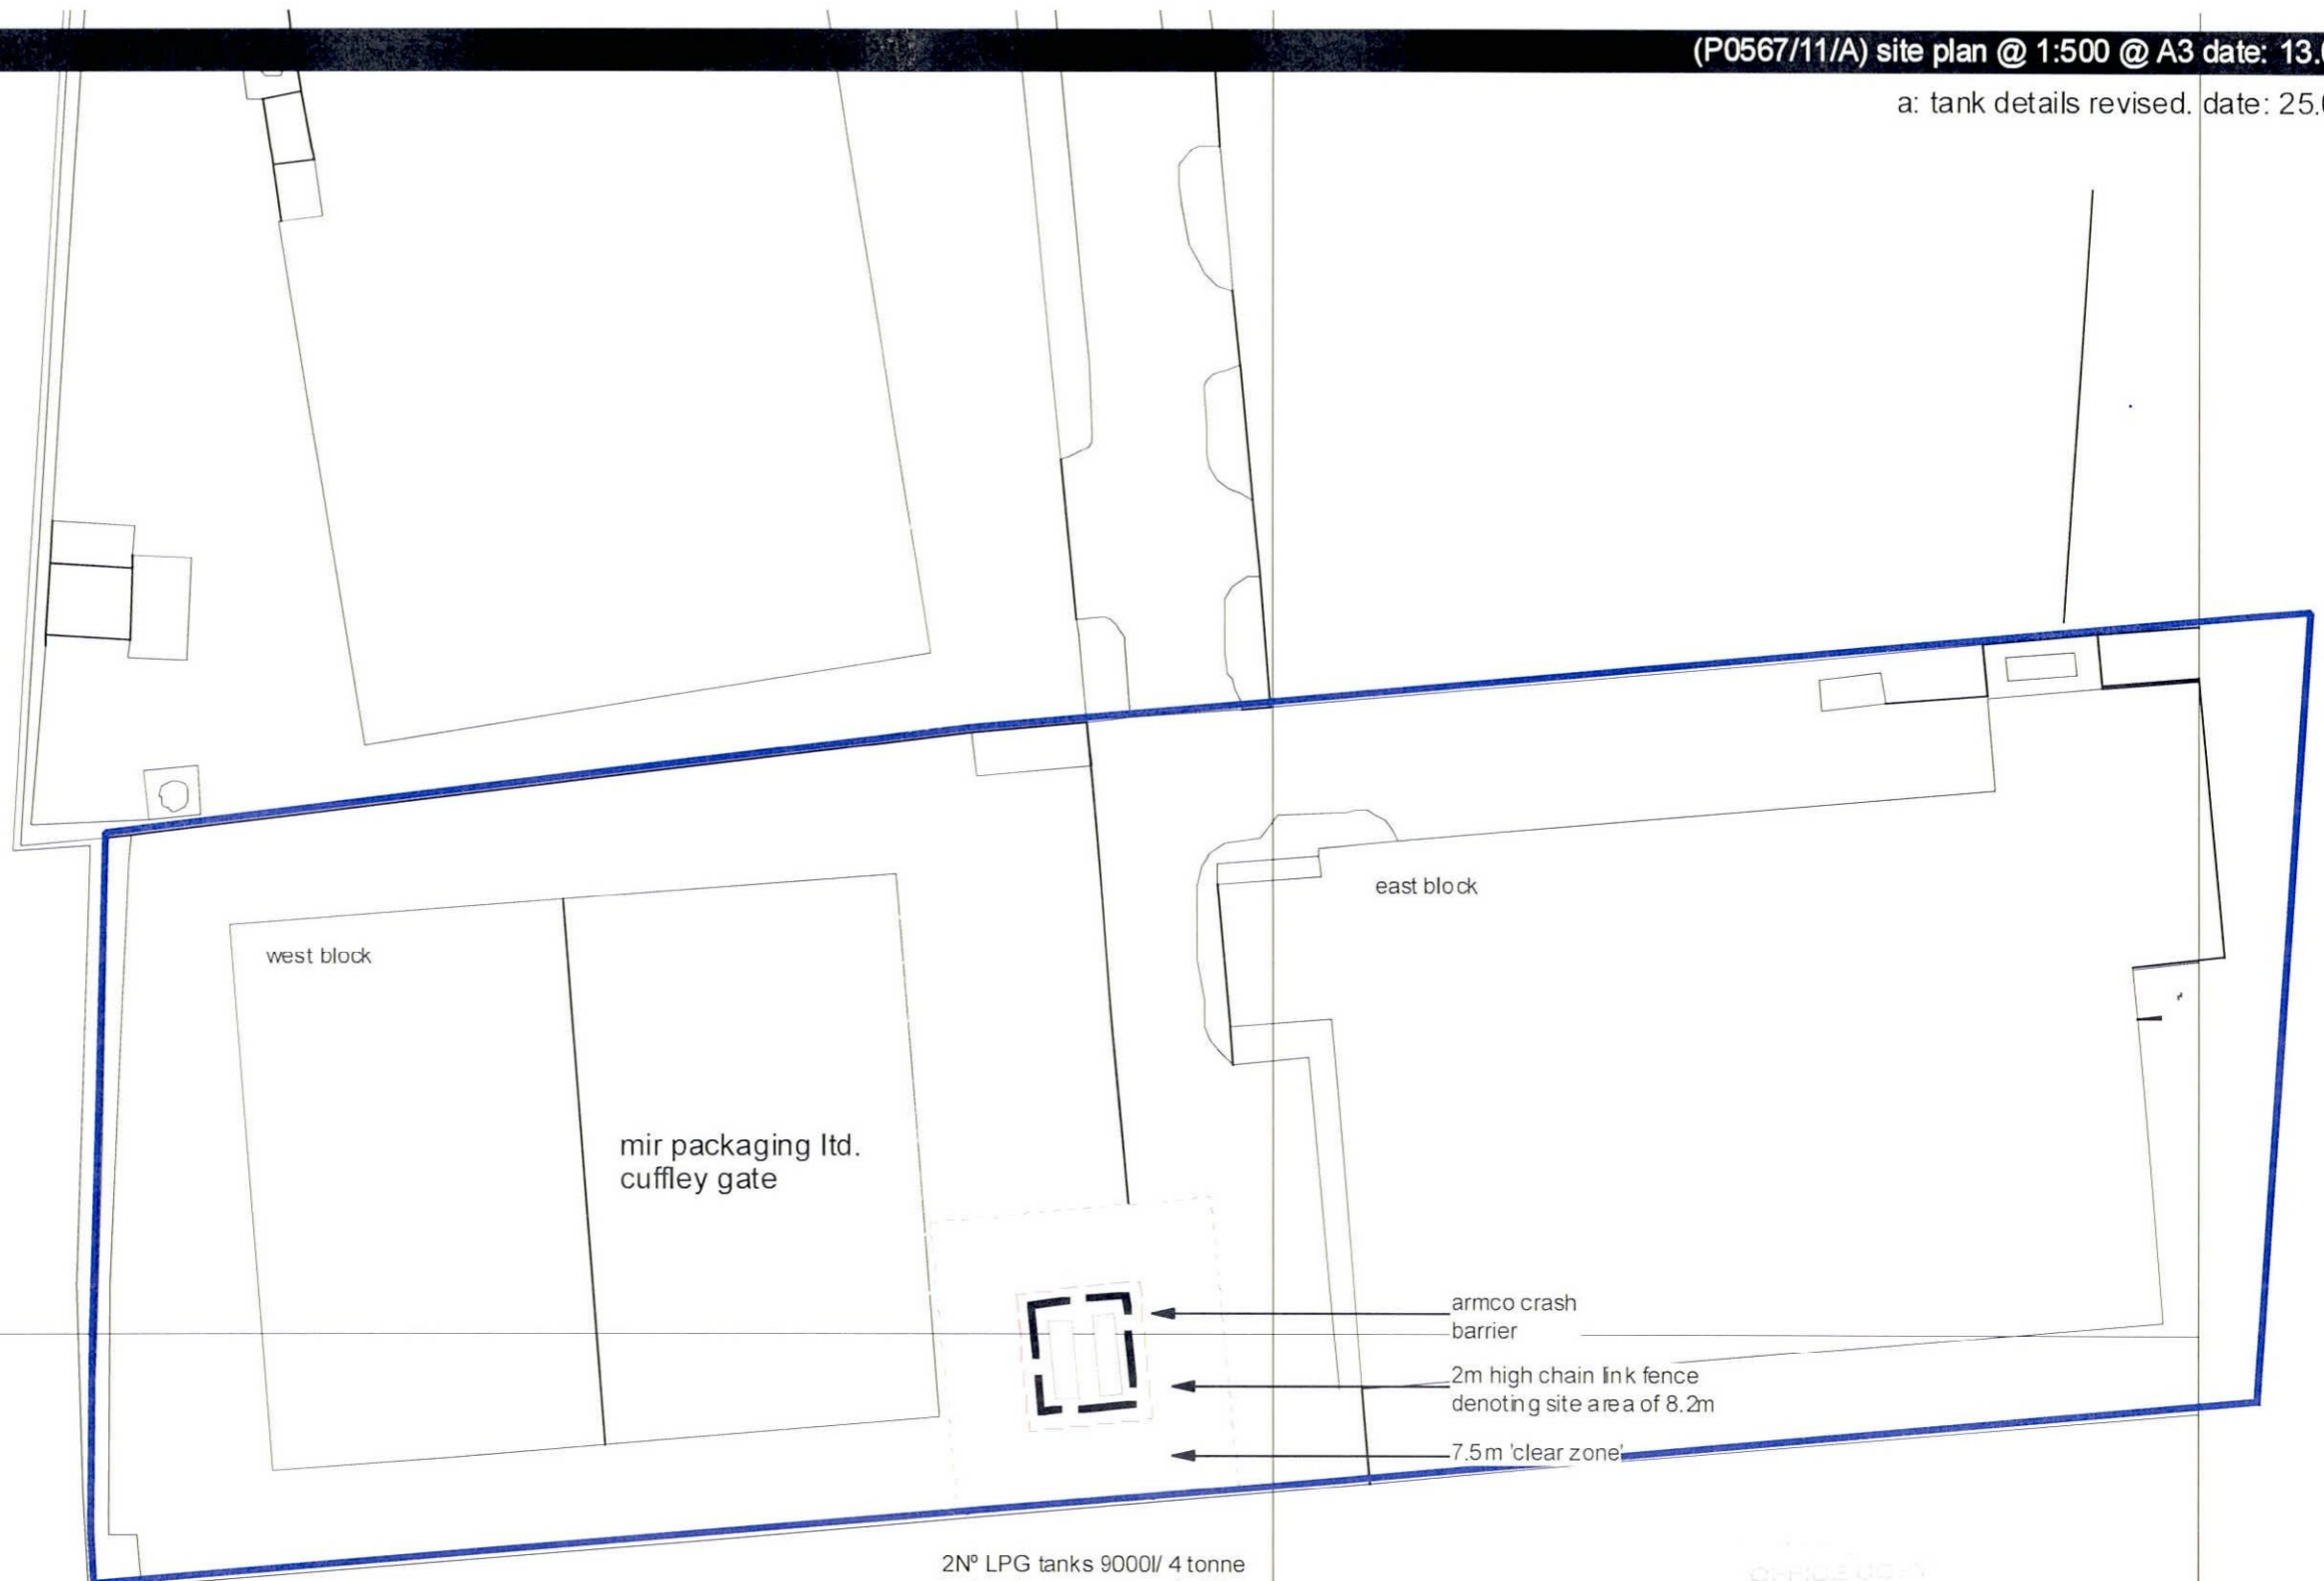 (P0567/11/A) site plan @ 1:500 @ A3 date: 13.
a: tank details revised. date: 25.
east block
west block
mir packaging ltd.
cuffley gate
armco crash
barrier
2m high chain link fence
denoting site area of 8.2m
7.5m 'clear zone'
2Nº LPG tanks 9000l/ 4 tonne
OFFICE COPY